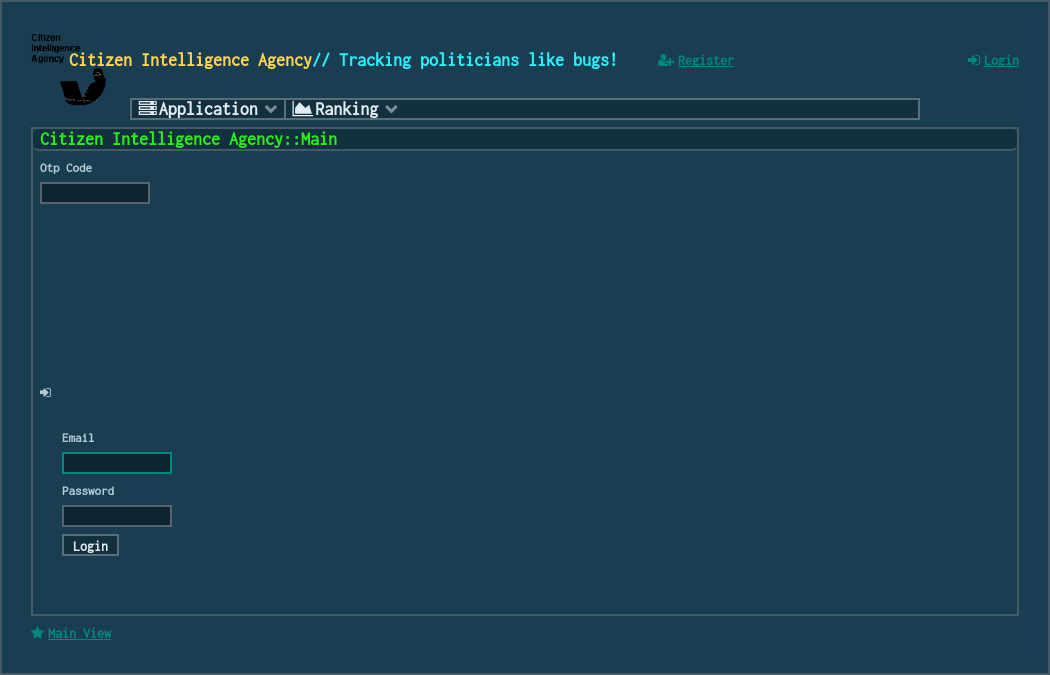 Citizen
Intelligence
Agency
Citizen Intelligence Agency// Tracking politicians like bugs!
Register
Login
Application
Ranking
Citizen Intelligence Agency::Main
Otp Code
Email
Password
Login
Main View